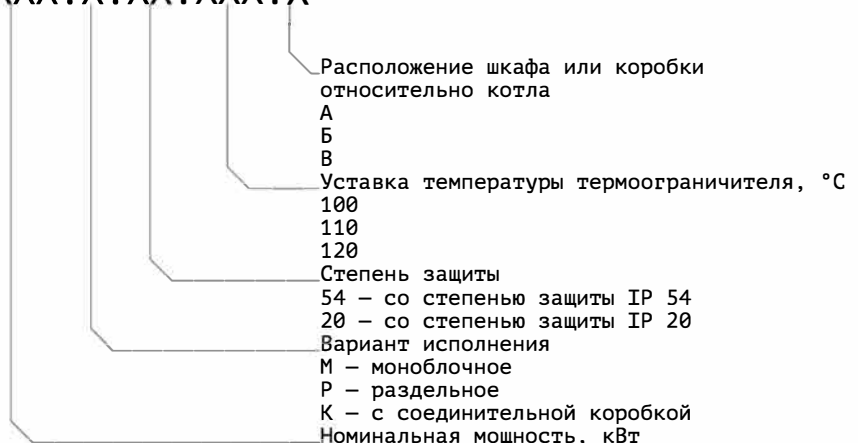 Расположение шкафа или коробки
относительно котла
А
Б
В
Уставка температуры термоограничителя, °С
100
110
120
Степень защиты
54 – со степенью защиты IP 54
20 – со степенью защиты IP 20
Вариант исполнения
М – моноблочное
Р – раздельное
К – с соединительной коробкой
Номинальная мощность, кВт